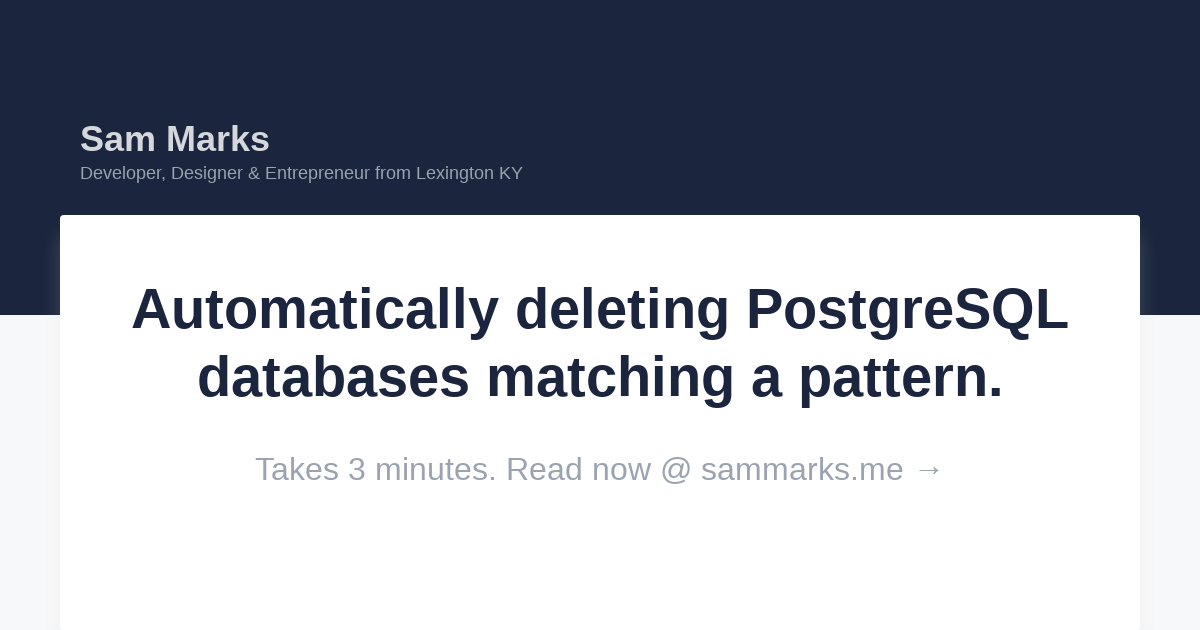 Sam Marks
Developer, Designer & Entrepreneur from Lexington KY
Automatically deleting PostgreSQL
databases matching a pattern.
Takes 3 minutes. Read now @ sammarks.me →